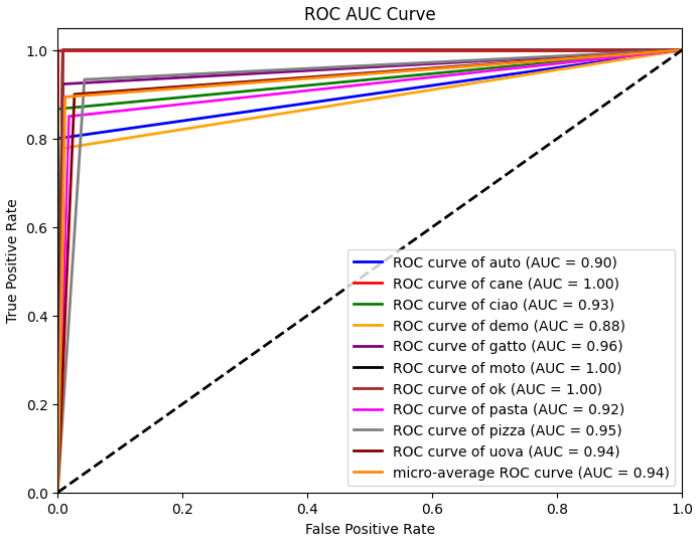 ROC AUC Curve
1.0
0.8
0.6
0.4
0.2
0.0
True Positive Rate
ROC curve of auto (AUC = 0.90)
ROC curve of cane (AUC = 1.00)
ROC curve of ciao (AUC = 0.93)
ROC curve of demo (AUC = 0.88)
ROC curve of gatto (AUC = 0.96)
ROC curve of moto (AUC = 1.00)
ROC curve of ok (AUC = 1.00)
ROC curve of pasta (AUC = 0.92)
ROC curve of pizza (AUC = 0.95)
ROC curve of uova (AUC = 0.94)
micro-average ROC curve (AUC = 0.94)
0.0 0.2 0.4 0.6 0.8 1.0
False Positive Rate